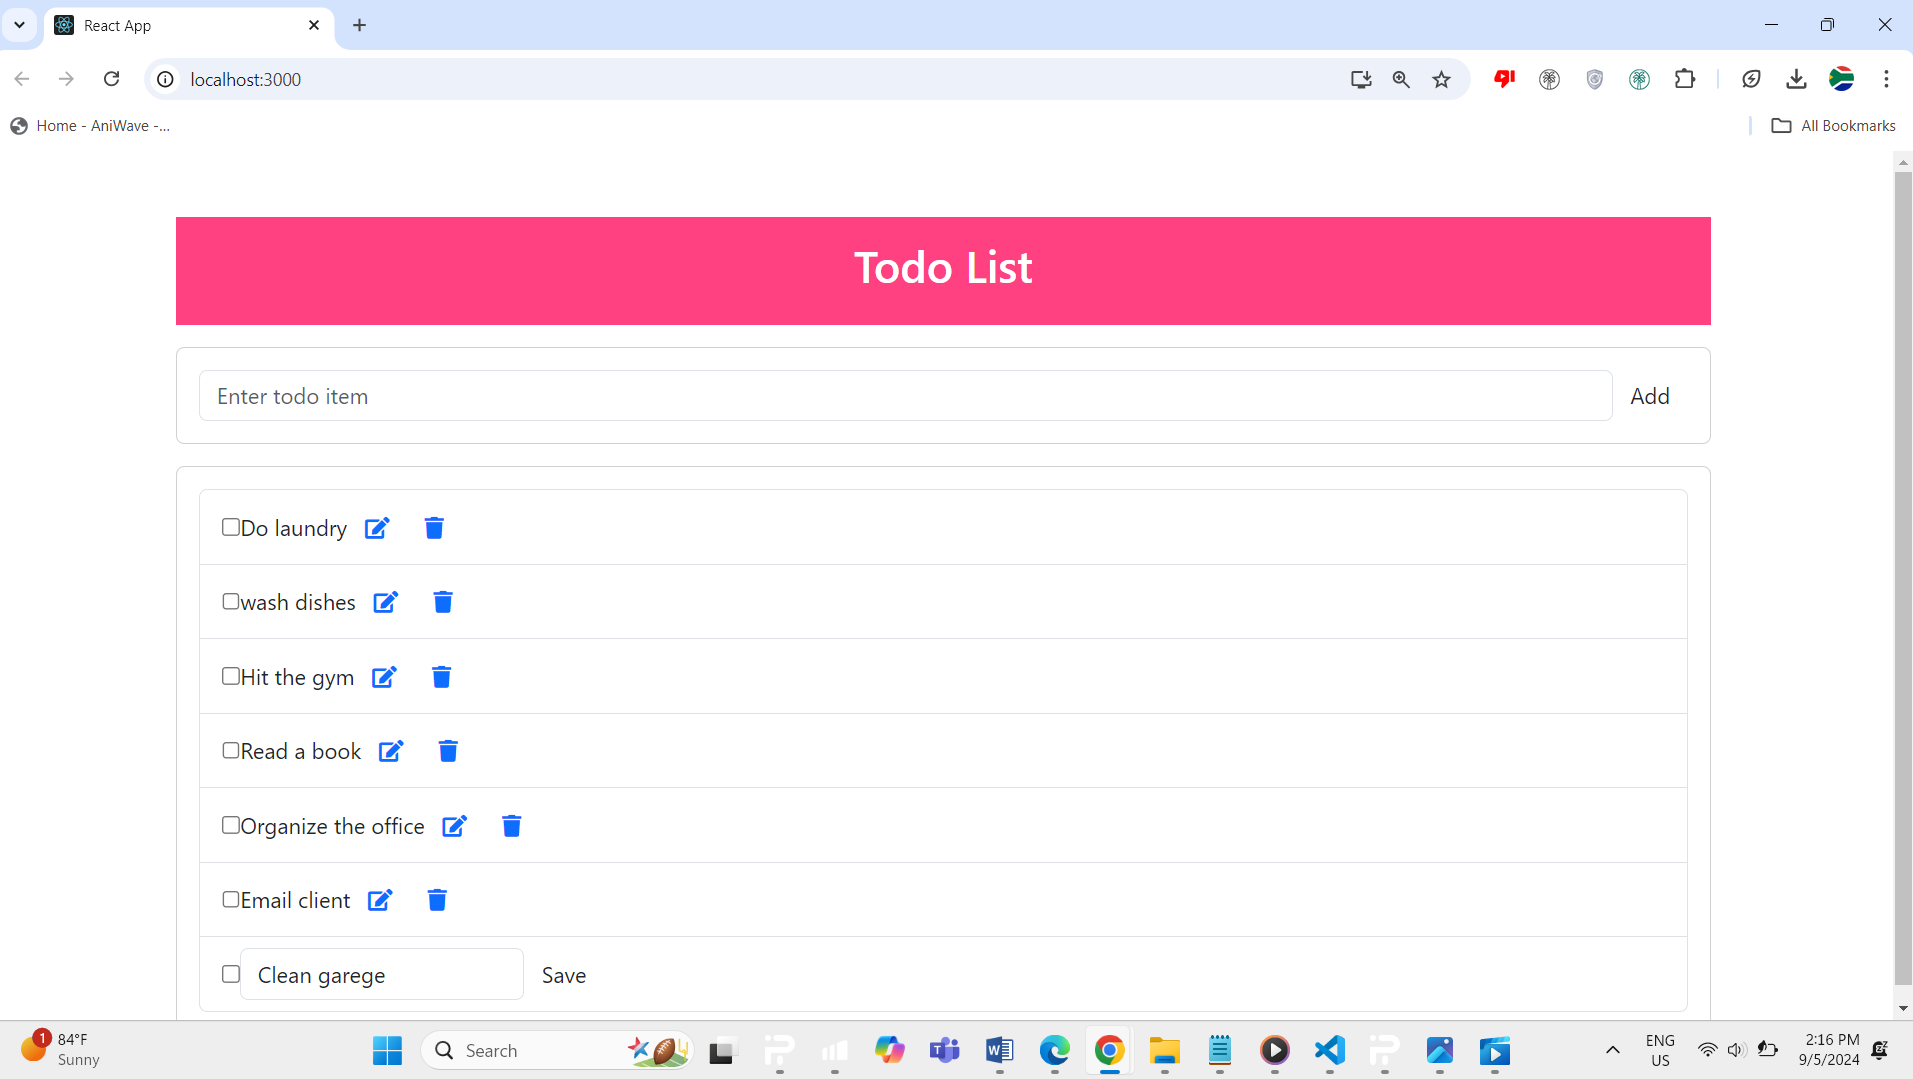 React App
localhost:3000
Home - AniWave -...
All Bookmarks
Todo List
Enter todo item
Add
Do laundry
wash dishes
Hit the gym
Read a book
Organize the office
Email client
Clean garege
Save
1
84°F
Sunny
Search
ENG
US
2:16 PM
9/5/2024